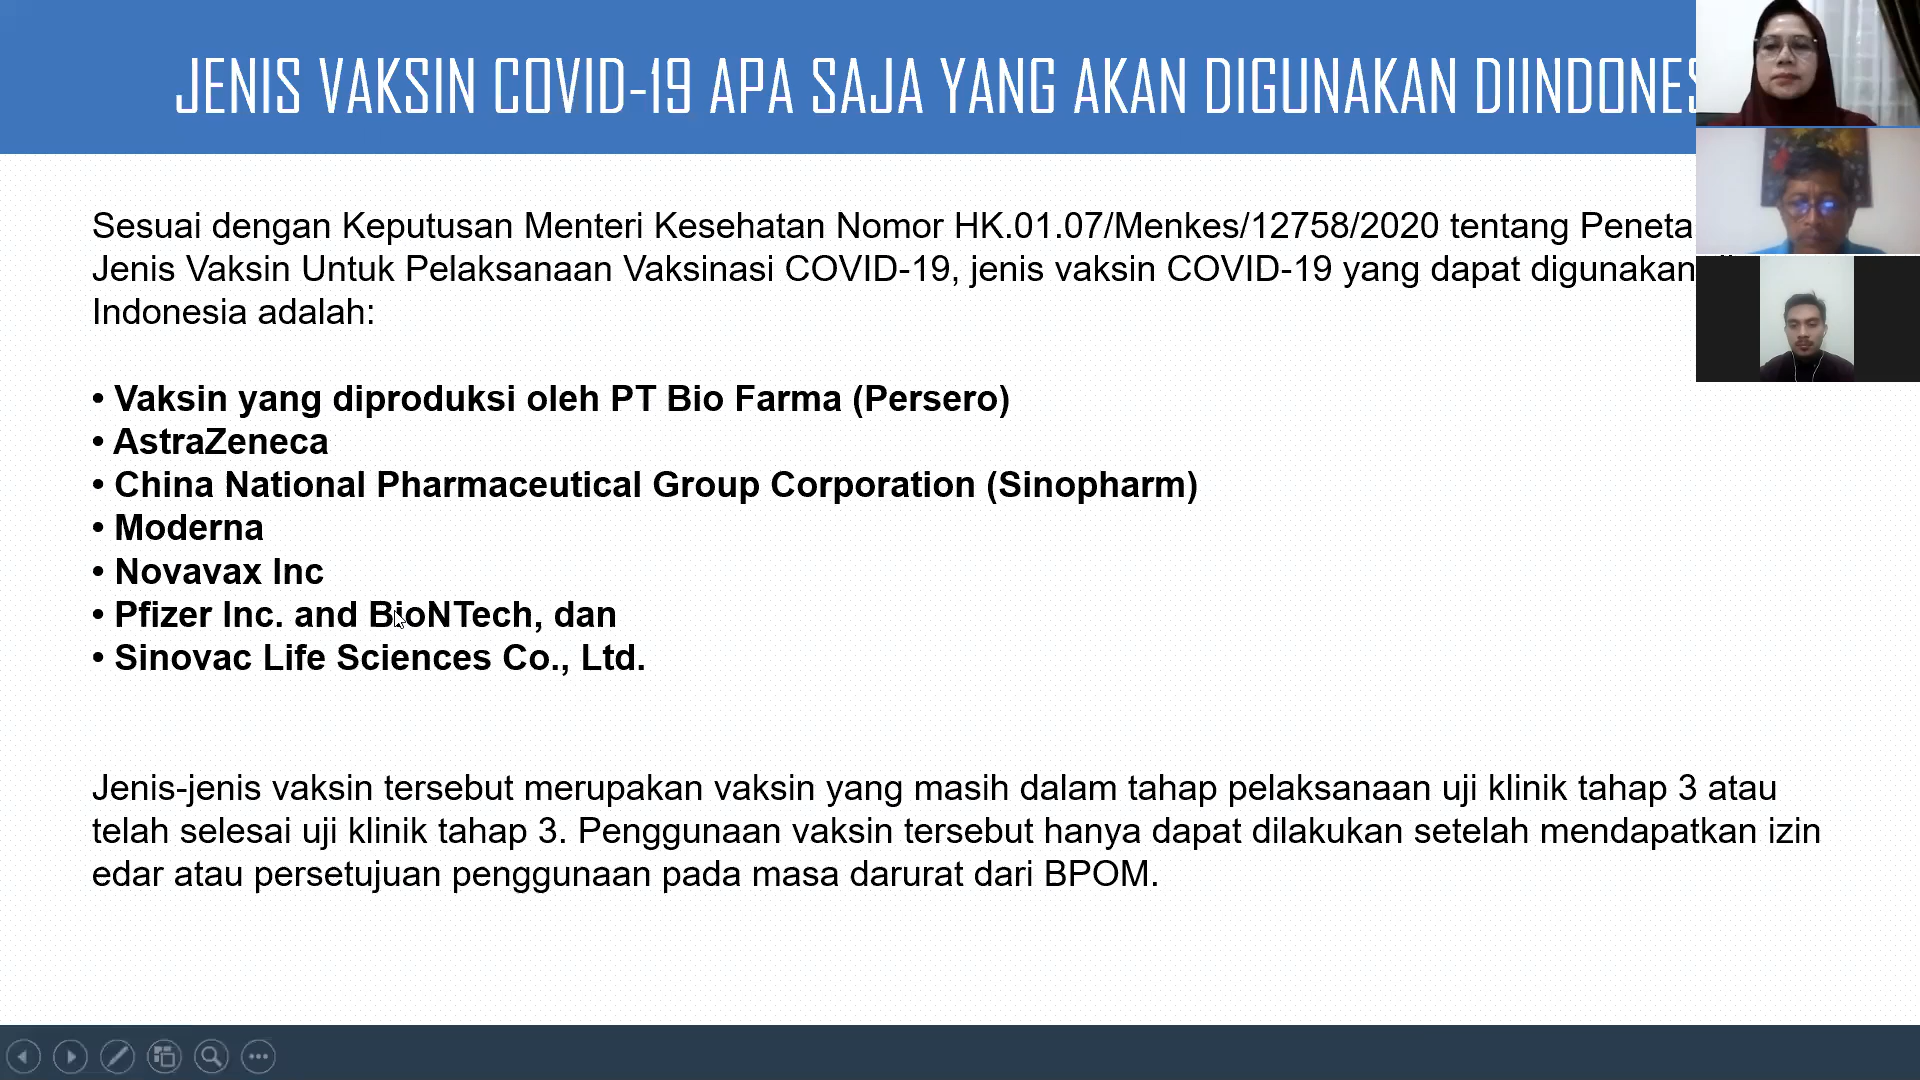 JENIS VAKSIN COVID-19 APA SAJA YANG AKAN DIGUNAKAN
Sesuai dengan Keputusan Menteri Kesehatan Nomor HK.01.07/Menkes/12758/2020 tentang
Jenis Vaksin Untuk Pelaksanaan Vaksinasi COVID-19, jenis vaksin COVID-19 yang dapat digunakan
Indonesia adalah:
• Vaksin yang diproduksi oleh PT Bio Farma (Persero)
• AstraZeneca
• China National Pharmaceutical Group Corporation (Sinopharm)
• Moderna
• Novavax Inc
• Pfizer Inc. and BioNTech, dan
• Sinovac Life Sciences Co., Ltd.
Jenis-jenis vaksin tersebut merupakan vaksin yang masih dalam tahap pelaksanaan uji klinik tahap 3 atau
telah selesai uji klinik tahap 3. Penggunaan vaksin tersebut hanya dapat dilakukan setelah mendapatkan izin
edar atau persetujuan penggunaan pada masa darurat dari BPOM.